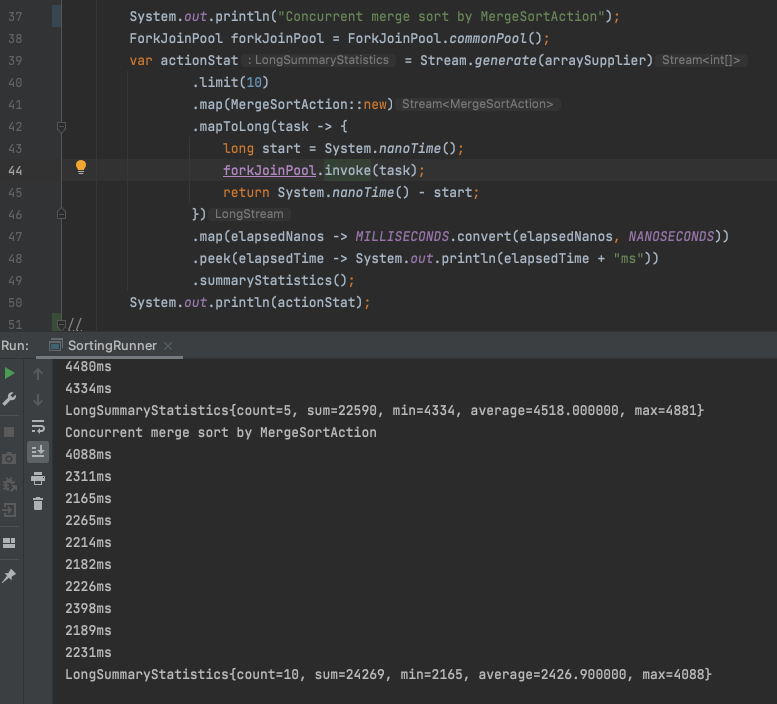 37 System.out.println("Concurrent merge sort by MergeSortAction");
38 ForkJoinPool forkJoinPool = ForkJoinPool.commonPool();
39 var actionStat : LongSummaryStatistics = Stream.generate(arraySupplier) Stream<int[]>
40 .limit(10)
41 .map(MergeSortAction::new) Stream<MergeSortAction>
42 .mapToLong(task -> {
43 long start = System.nanoTime();
44 forkJoinPool.invoke(task);
45 return System.nanoTime() - start;
46 }) LongStream
47 .map(elapsedNanos -> MILLISECONDS.convert(elapsedNanos, NANOSECONDS))
48 .peek(elapsedTime -> System.out.println(elapsedTime + "ms"))
49 .summaryStatistics();
50 System.out.println(actionStat);
51 //
Run: SortingRunner
4480ms
4334ms
LongSummaryStatistics{count=5, sum=22590, min=4334, average=4518.000000, max=4881}
Concurrent merge sort by MergeSortAction
4088ms
2311ms
2165ms
2265ms
2214ms
2182ms
2226ms
2398ms
2189ms
2231ms
LongSummaryStatistics{count=10, sum=24269, min=2165, average=2426.900000, max=4088}